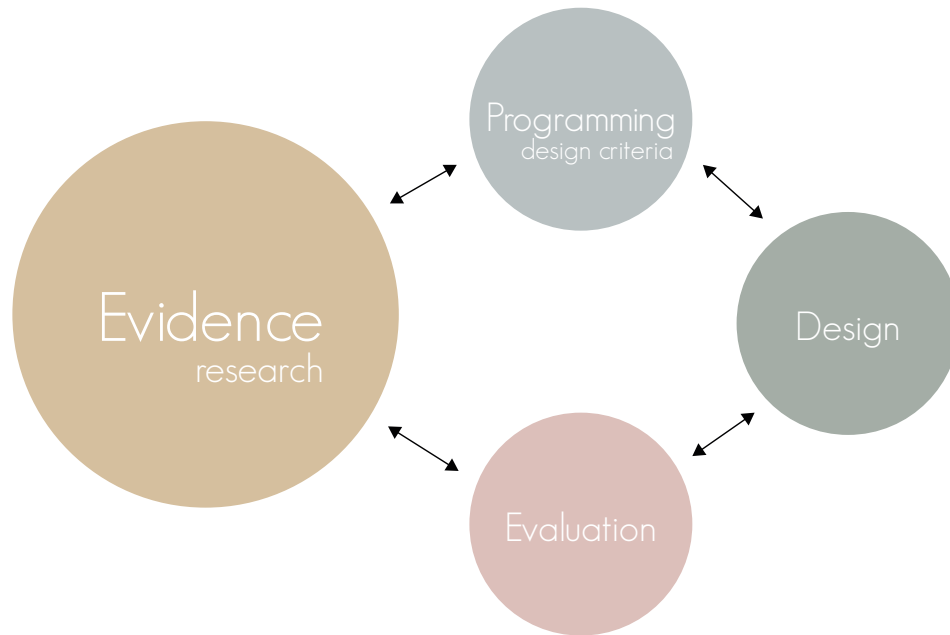 Programming
design criteria
Evidence
research
Design
Evaluation